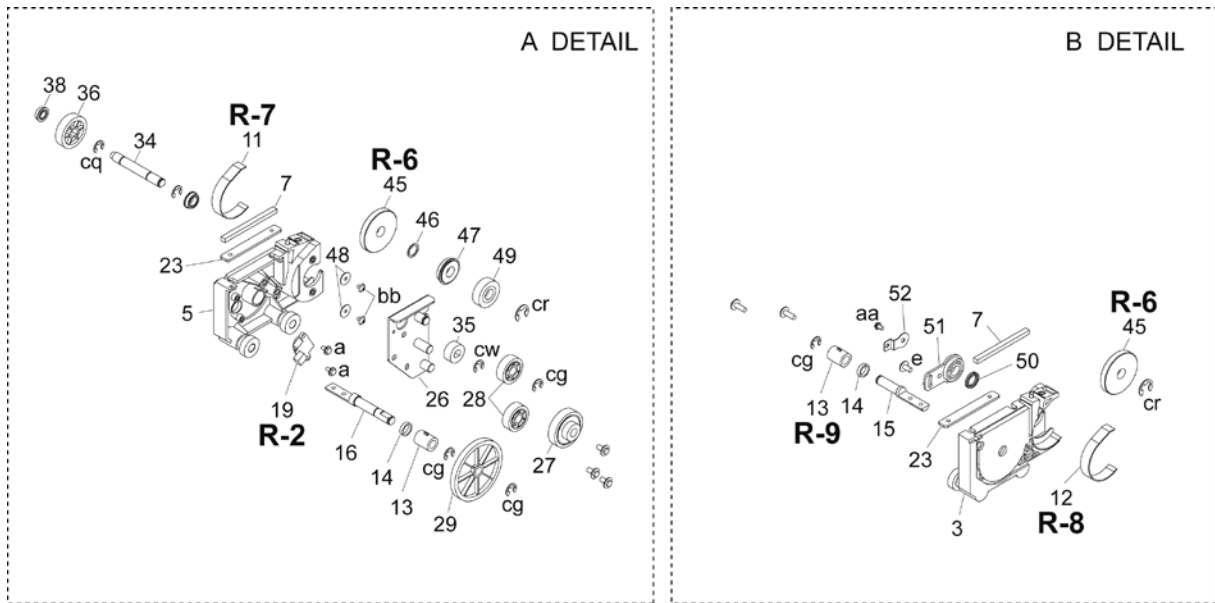 A DETAIL
38
36
R-7
34
11
cq
R-6
7
45
46
47
49
23
48
5
bb
35
cr
a
cw
a
cg
19
26
28
R-2
16
14
cg
27
13
29
cg
B DETAIL
52
aa
7
R-6
51
45
cg
e
50
13
14
cr
R-9
15
23
12
3
R-8